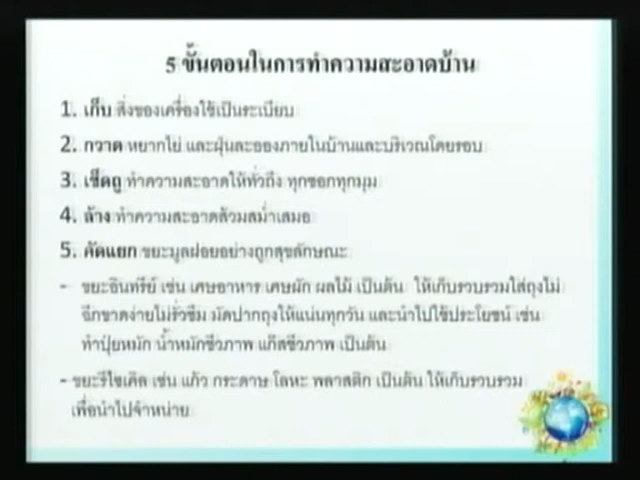 5 ขั้นตอนในการทำความสะอาดบ้าน
1. เก็บ สิ่งของเครื่องใช้เป็นระเบียบ
2. กวาด หยากไย่ และฝุ่นละอองภายในบ้านและบริเวณโดยรอบ
3. เช็ดถู ทำความสะอาดให้ทั่วถึง ทุกซอกทุกมุม
4. ล้าง ทำความสะอาดส้วมสม่ำเสมอ
5. คัดแยก ขยะมูลฝอยอย่างถูกสุขลักษณะ
- ขยะอินทรีย์ เช่น เศษอาหาร เศษผัก ผลไม้ เป็นต้น ให้เก็บรวบรวมใส่ถุงไม่
ฉีกขาดง่ายไม่รั่วซึม มัดปากถุงให้แน่นทุกวัน และนำไปใช้ประโยชน์ เช่น
ทำปุ๋ยหมัก น้ำหมักชีวภาพ แก๊สชีวภาพ เป็นต้น
- ขยะรีไซเคิล เช่น แก้ว กระดาษ โลหะ พลาสติก เป็นต้น ให้เก็บรวบรวม
เพื่อนำไปจำหน่าย